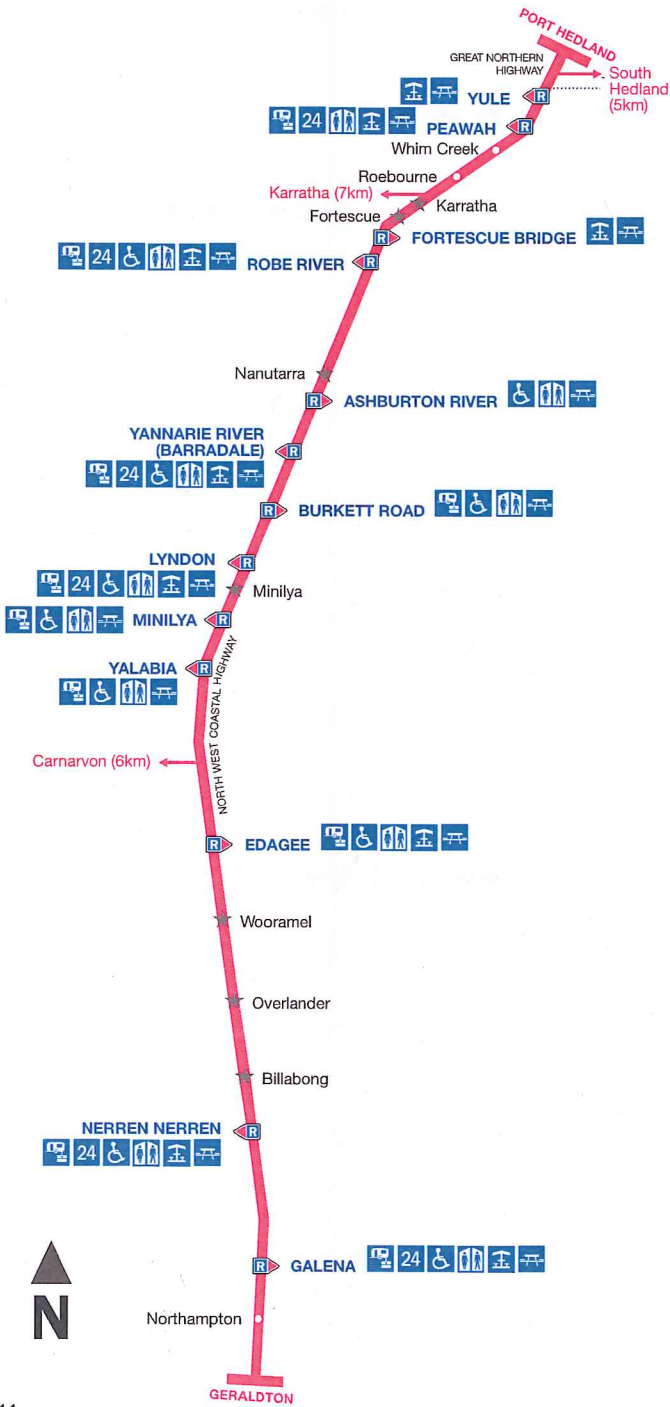 PORT HEDLAND
GREAT NORTHERN
HIGHWAY
South
Hedland
(5km)
YULE
R
24
PEAWAH
R
Whim Creek
Roebourne
Karratha (7km)
Karratha
Fortescue
R
FORTESCUE BRIDGE
24
ROBE RIVER
R
Nanutarra
R
ASHBURTON RIVER
YANNARIE RIVER
(BARRADALE)
R
24
R
BURKETT ROAD
LYNDON
R
24
Minilya
MINILYA
R
YALABIA
R
NORTH WEST COASTAL HIGHWAY
Carnarvon (6km)
R
EDAGEE
Wooramel
Overlander
Billabong
NERREN NERREN
R
24
R
GALENA
24
N
Northampton
GERALDTON